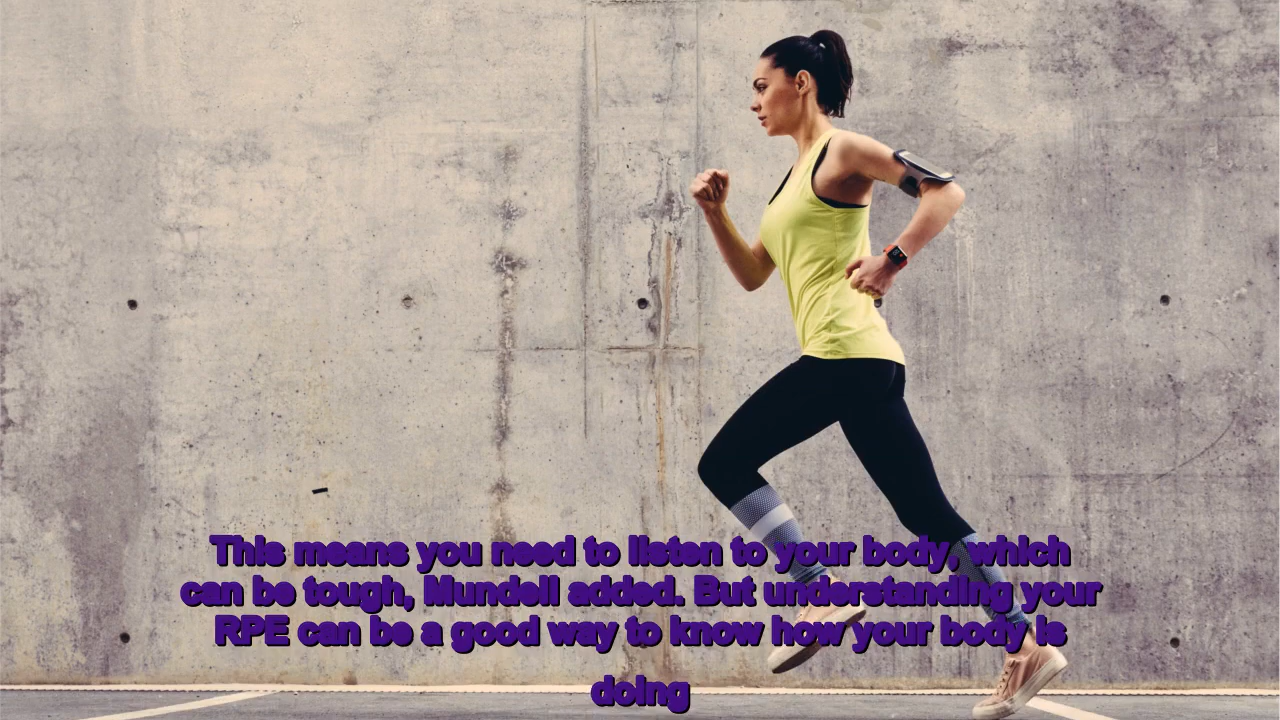 This means you need to listen to your body, which
can be tough, Mundell added. But understanding your
RPE can be a good way to know how your body is
doing